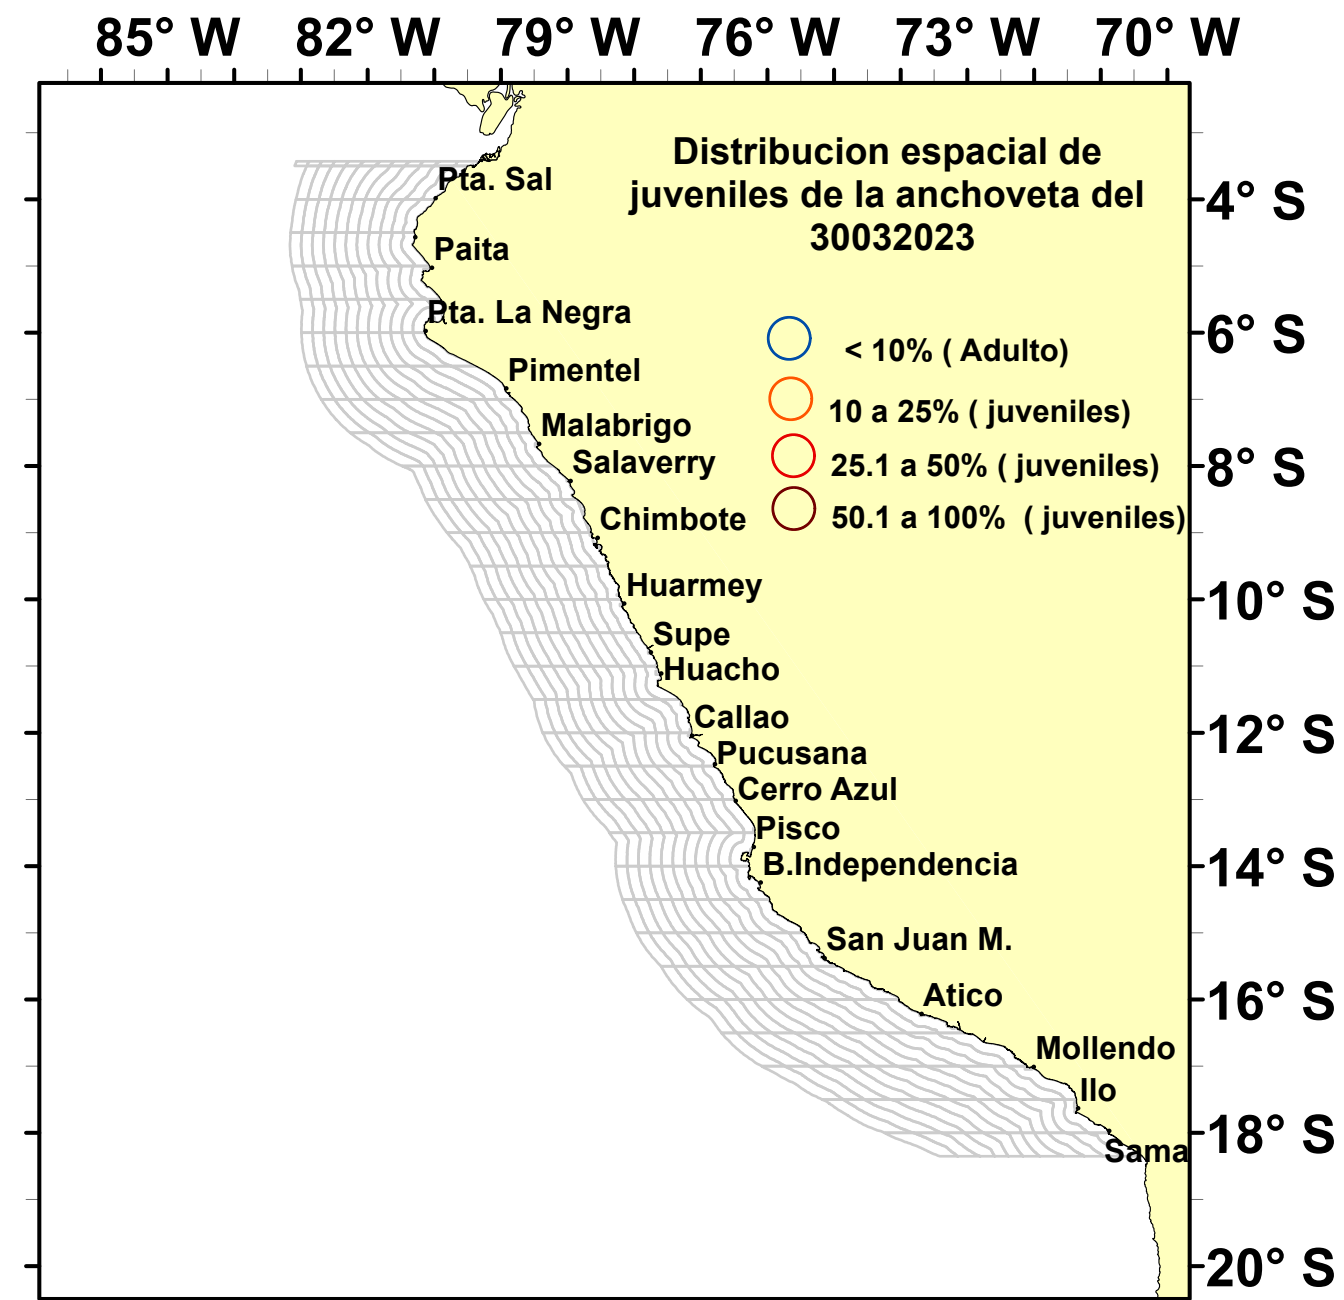 85° W 82° W 79° W 76° W 73° W 70° W
Distribucion espacial de
juveniles de la anchoveta del
30032023
Pta. Sal
4° S
Paita
Pta. La Negra
6° S
< 10% ( Adulto)
Pimentel
10 a 25% ( juveniles)
Malabrigo
Salaverry
25.1 a 50% ( juveniles)
8° S
Chimbote
50.1 a 100% ( juveniles)
Huarmey
10° S
Supe
Huacho
Callao
12° S
Pucusana
Cerro Azul
Pisco
B.Independencia
14° S
San Juan M.
Atico
16° S
Mollendo
Ilo
18° S
Sama
20° S